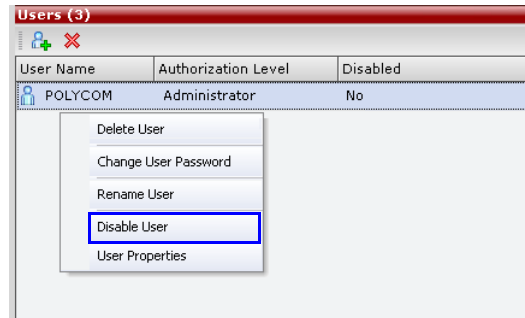 Users (3)
User Name Authorization Level Disabled
POLYCOM Administrator No
Delete User
Change User Password
Rename User
Disable User
User Properties